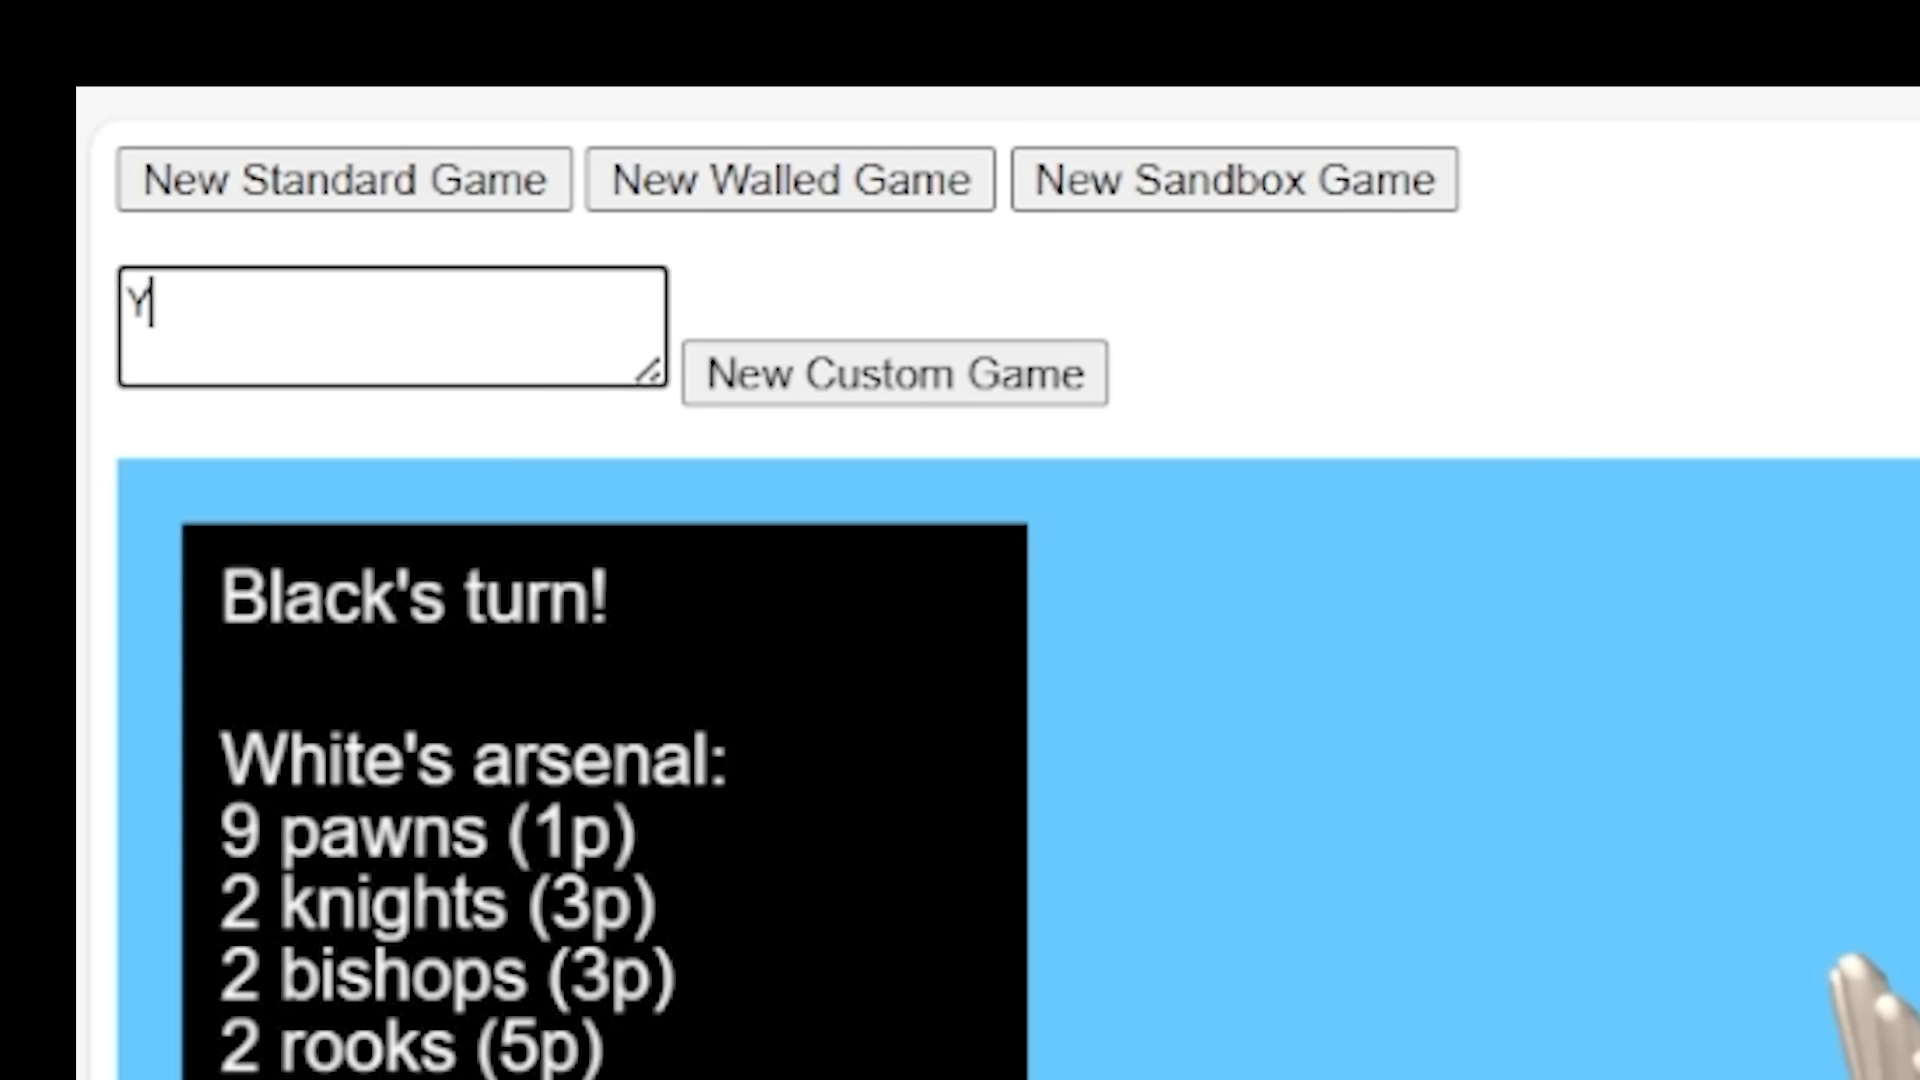 New Standard Game New Walled Game New Sandbox Game
Y
New Custom Game
Black's turn!
White's arsenal:
9 pawns (1p)
2 knights (3p)
2 bishops (3p)
2 rooks (5p)